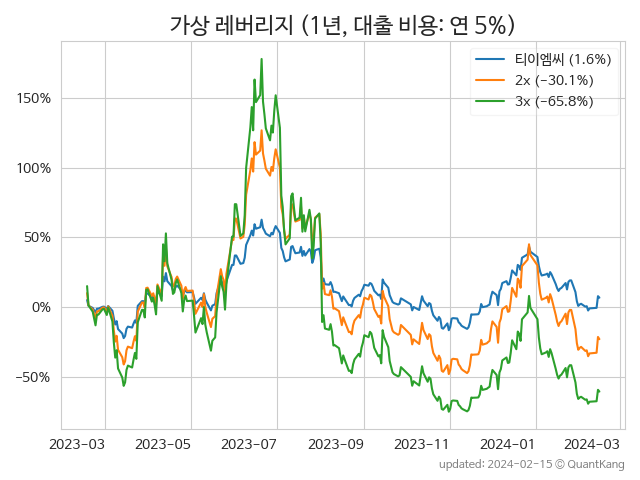 가상 레버리지 (1년, 대출 비용: 연 5%)
티이엠씨 (1.6%)
2x (−30.1%)
3x (−65.8%)
150%
100%
50%
0%
−50%
2023-03 2023-05 2023-07 2023-09 2023-11 2024-01 2024-03
updated: 2024-02-15 © QuantKang